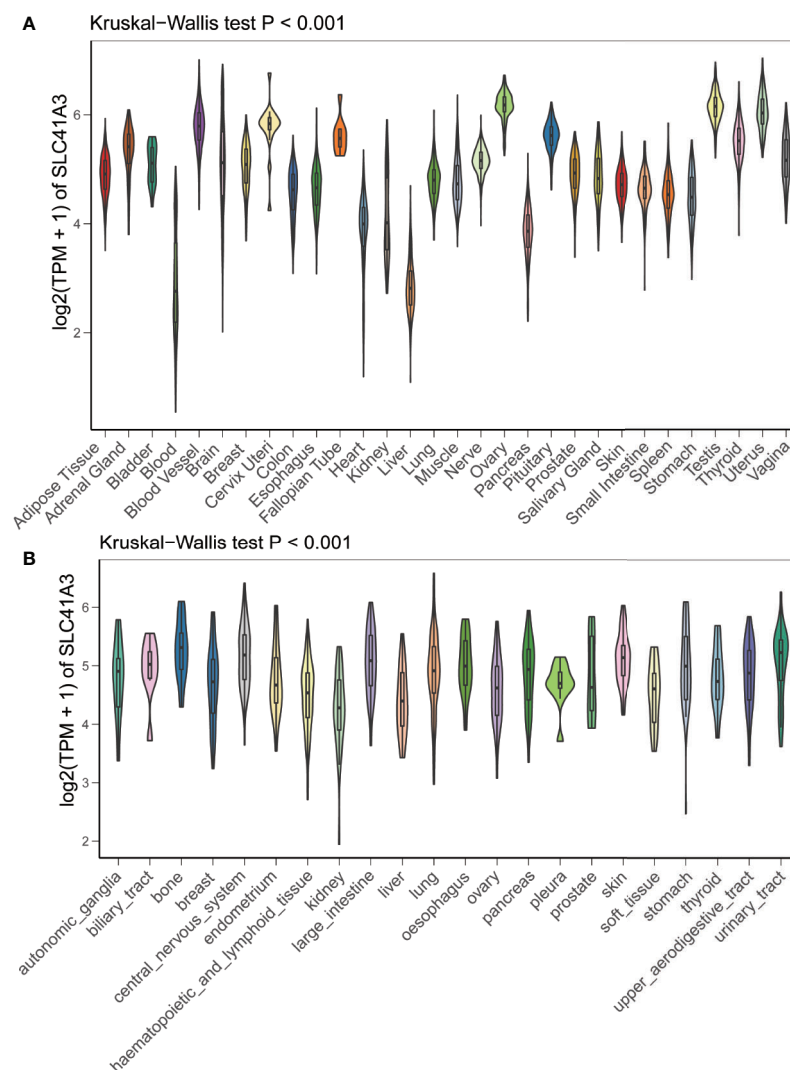 A
Kruskal−Wallis test P < 0.001
log2(TPM + 1) of SLC41A3
6
4
2
Adipose Tissue
Adrenal Gland
Bladder
Blood
Blood Vessel
Brain
Breast
Cervix Uteri
Colon
Esophagus
Fallopian Tube
Heart
Kidney
Liver
Lung
Muscle
Nerve
Ovary
Pancreas
Pituitary
Prostate
Salivary Gland
Skin
Small Intestine
Spleen
Stomach
Testis
Thyroid
Uterus
Vagina
B
Kruskal−Wallis test P < 0.001
log2(TPM + 1) of SLC41A3
6
5
4
3
2
autonomic_ganglia
biliary_tract
bone
breast
central_nervous_system
endometrium
haematopoietic_and_lymphoid_tissue
kidney
large_intestine
liver
lung
oesophagus
ovary
pancreas
pleura
prostate
skin
soft_tissue
stomach
thyroid
upper_aerodigestive_tract
urinary_tract